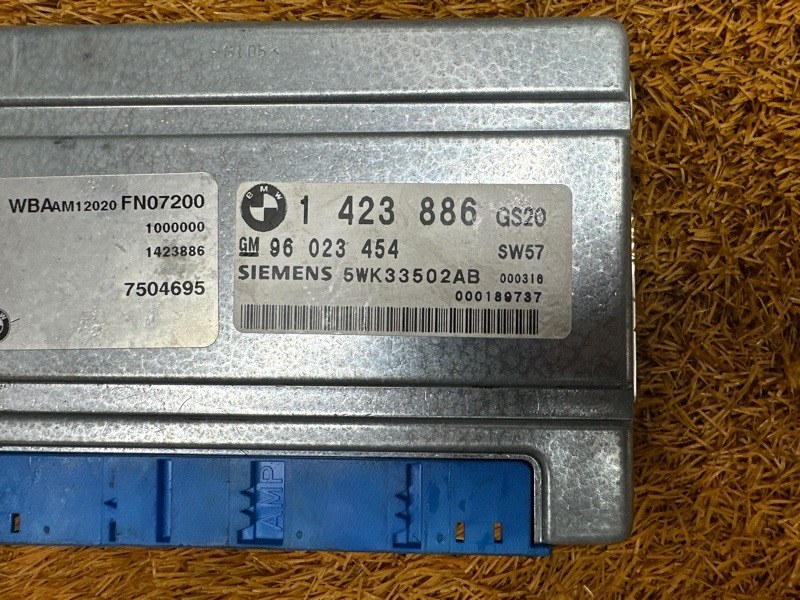 WBAAM12020 FN07200
1000000
1423886
7504695
BMW 1 423 886 GS20
GM 96 023 454 SW57
SIEMENS 5WK33502AB 000316
000189737
AMP